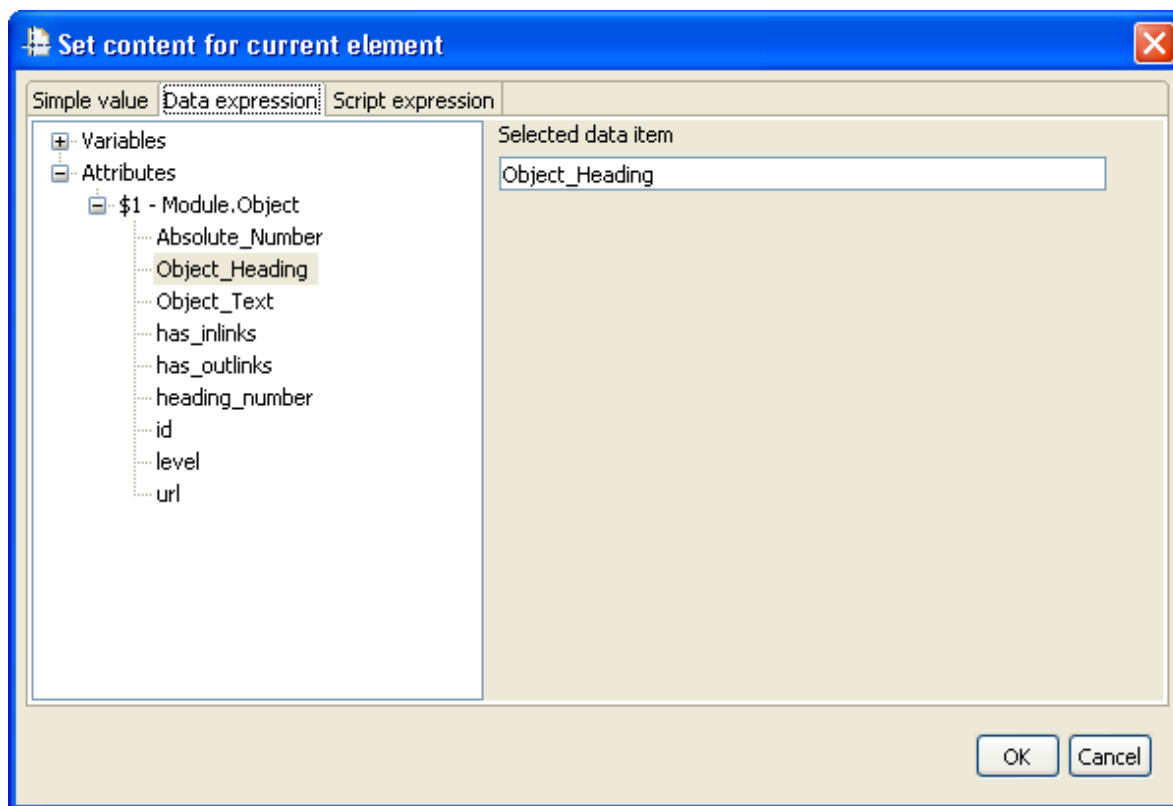 Set content for current element
Simple value Data expression Script expression
Variables
Attributes
$1 - Module.Object
Absolute_Number
Object_Heading
Object_Text
has_inlinks
has_outlinks
heading_number
id
level
url
Selected data item
Object_Heading
OK Cancel